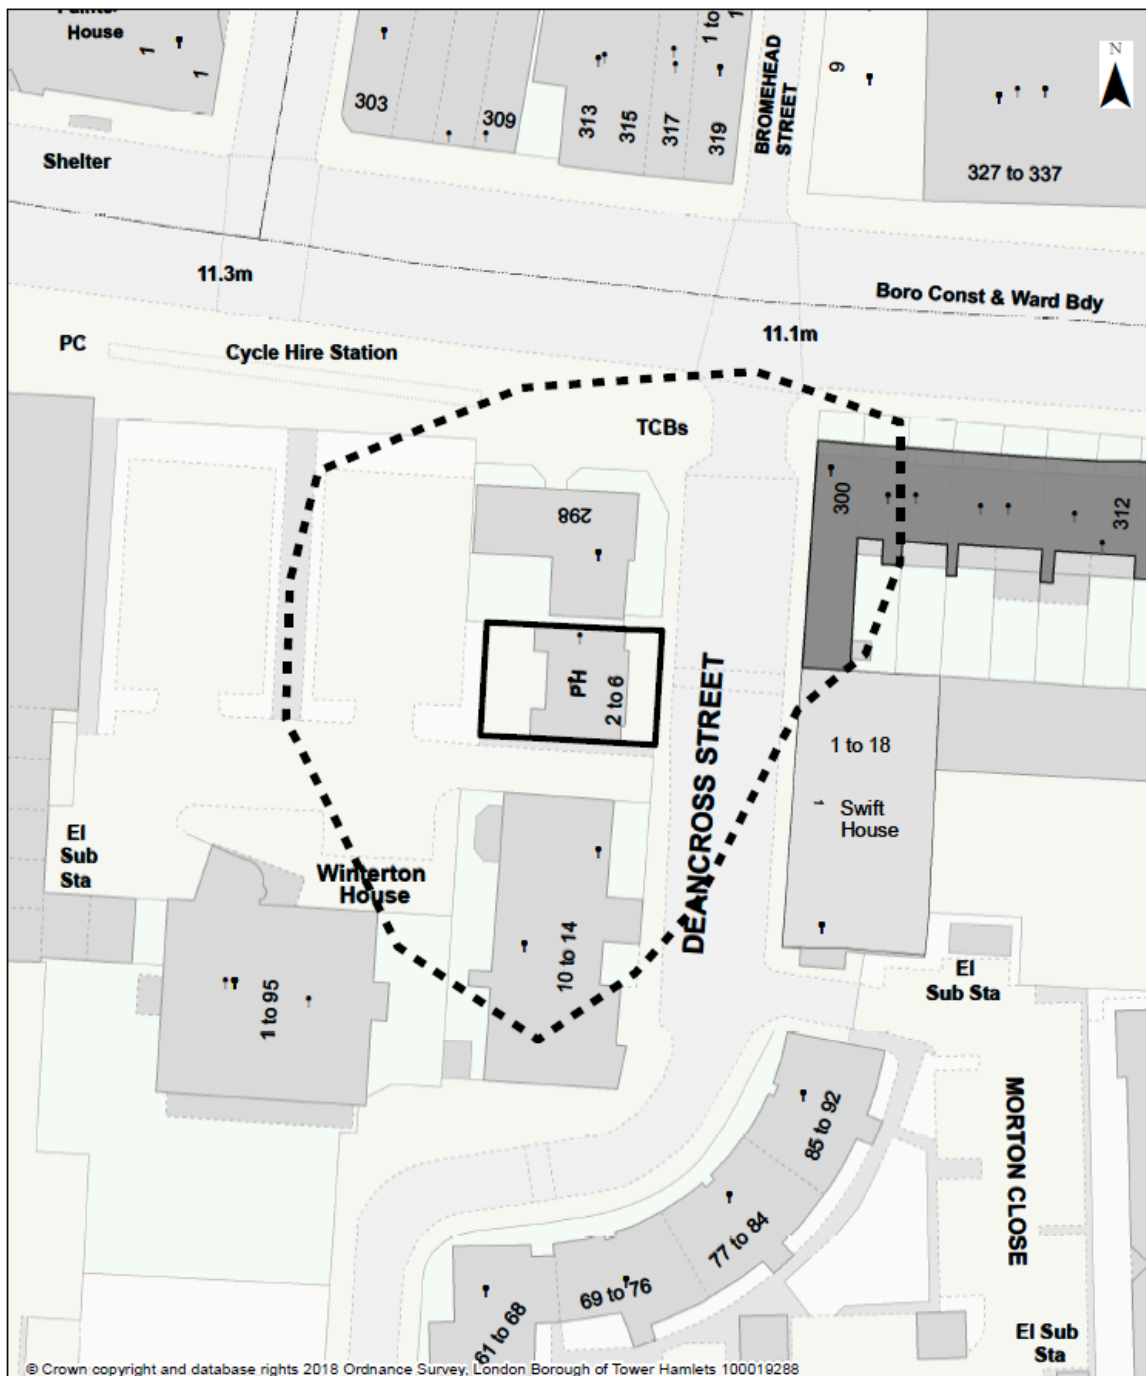 House
1
1
303
309
313
315
317
319
1 to
1
BROMEHEAD
STREET
9
N
327 to 337
Shelter
11.3m
Boro Const & Ward Bdy
11.1m
PC
Cycle Hire Station
TCBs
298
300
312
PH
2 to 6
DEANCROSS STREET
1 to 18
1
Swift
House
El
Sub
Sta
Winterton
House
10 to 14
1 to 95
El
Sub Sta
MORTON CLOSE
85 to 92
77 to 84
69 to 76
61 to 68
El Sub
Sta
© Crown copyright and database rights 2018 Ordnance Survey, London Borough of Tower Hamlets 100019288